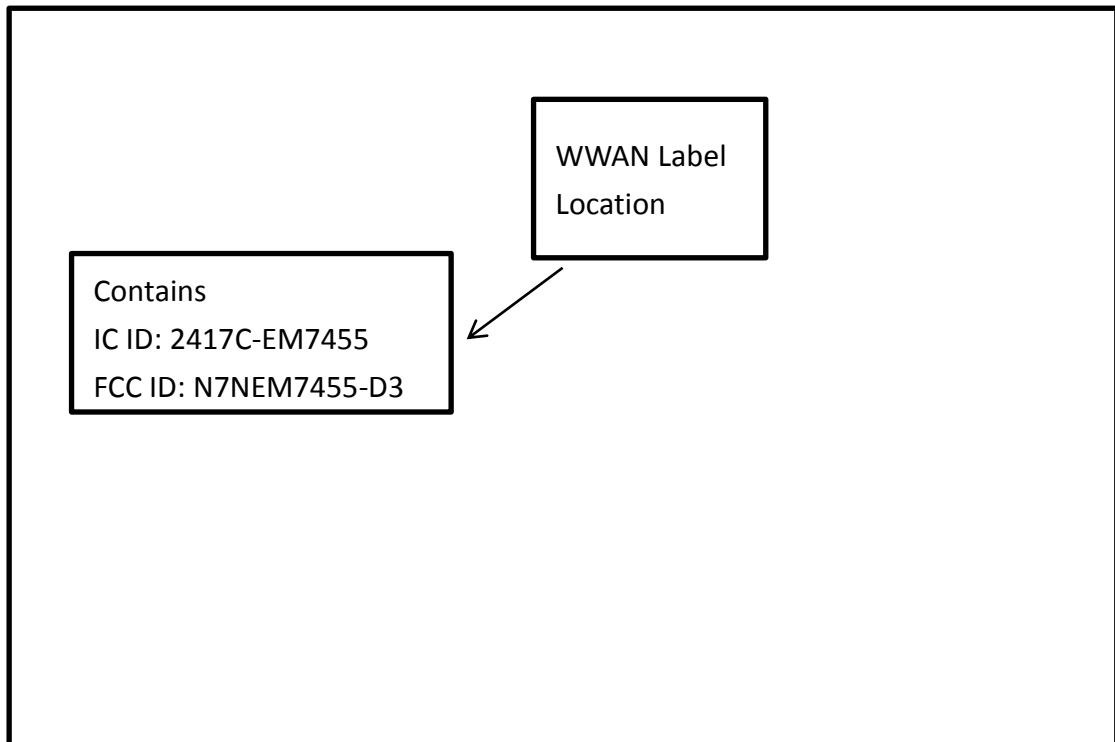 WWAN Label
Location
Contains
IC ID: 2417C-EM7455
FCC ID: N7NEM7455-D3